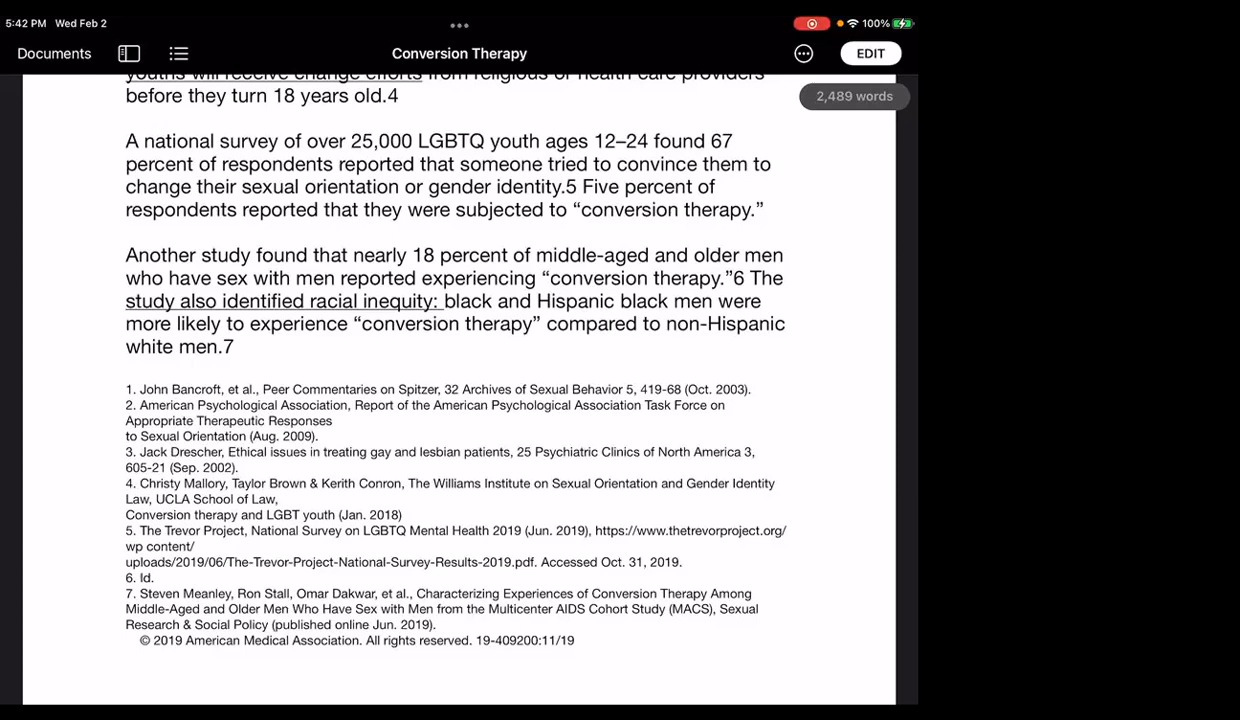 5:42 PM Wed Feb 2
100%
Documents
Conversion Therapy
EDIT
youths will receive change efforts from religious or health care providers
2,489 words
before they turn 18 years old.4
A national survey of over 25,000 LGBTQ youth ages 12–24 found 67
percent of respondents reported that someone tried to convince them to
change their sexual orientation or gender identity.5 Five percent of
respondents reported that they were subjected to “conversion therapy.”
Another study found that nearly 18 percent of middle-aged and older men
who have sex with men reported experiencing “conversion therapy.”6 The
study also identified racial inequity: black and Hispanic black men were
more likely to experience “conversion therapy” compared to non-Hispanic
white men.7
1. John Bancroft, et al., Peer Commentaries on Spitzer, 32 Archives of Sexual Behavior 5, 419-68 (Oct. 2003).
2. American Psychological Association, Report of the American Psychological Association Task Force on
Appropriate Therapeutic Responses
to Sexual Orientation (Aug. 2009).
3. Jack Drescher, Ethical issues in treating gay and lesbian patients, 25 Psychiatric Clinics of North America 3,
605-21 (Sep. 2002).
4. Christy Mallory, Taylor Brown & Kerith Conron, The Williams Institute on Sexual Orientation and Gender Identity
Law, UCLA School of Law,
Conversion therapy and LGBT youth (Jan. 2018)
5. The Trevor Project, National Survey on LGBTQ Mental Health 2019 (Jun. 2019), https://www.thetrevorproject.org/
wp content/
uploads/2019/06/The-Trevor-Project-National-Survey-Results-2019.pdf. Accessed Oct. 31, 2019.
6. Id.
7. Steven Meanley, Ron Stall, Omar Dakwar, et al., Characterizing Experiences of Conversion Therapy Among
Middle-Aged and Older Men Who Have Sex with Men from the Multicenter AIDS Cohort Study (MACS), Sexual
Research & Social Policy (published online Jun. 2019).
© 2019 American Medical Association. All rights reserved. 19-409200:11/19